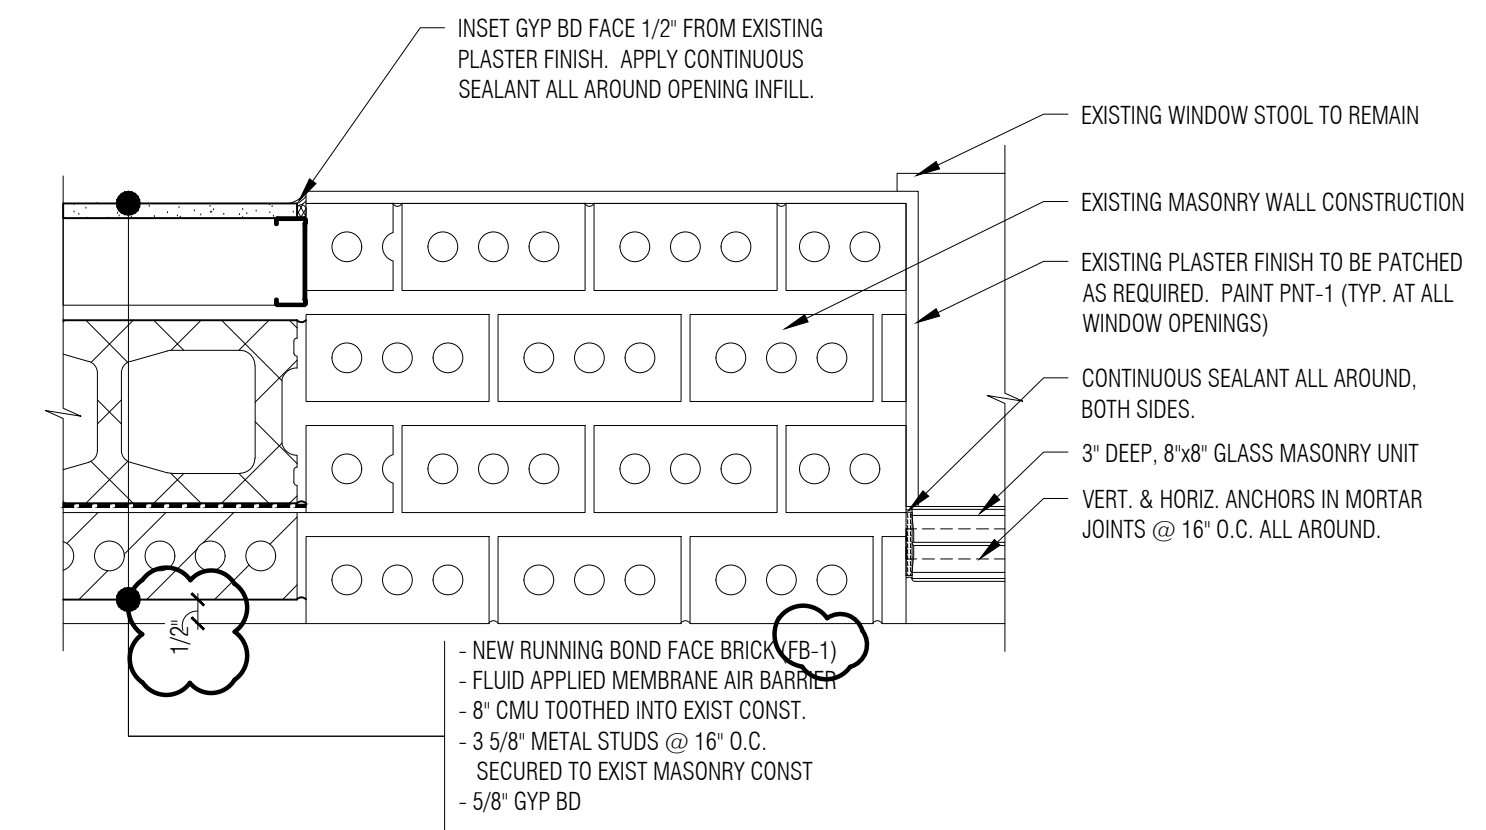 INSET GYP BD FACE 1/2" FROM EXISTING
PLASTER FINISH.  APPLY CONTINUOUS
SEALANT ALL AROUND OPENING INFILL.
EXISTING WINDOW STOOL TO REMAIN
EXISTING MASONRY WALL CONSTRUCTION
EXISTING PLASTER FINISH TO BE PATCHED
AS REQUIRED.  PAINT PNT-1 (TYP. AT ALL
WINDOW OPENINGS)
CONTINUOUS SEALANT ALL AROUND,
BOTH SIDES.
3" DEEP, 8"x8" GLASS MASONRY UNIT
VERT. & HORIZ. ANCHORS IN MORTAR
JOINTS @ 16" O.C. ALL AROUND.
1/2"
- NEW RUNNING BOND FACE BRICK (FB-1)
- FLUID APPLIED MEMBRANE AIR BARRIER
- 8" CMU TOOTHED INTO EXIST CONST.
- 3 5/8" METAL STUDS @ 16" O.C.
SECURED TO EXIST MASONRY CONST
- 5/8" GYP BD